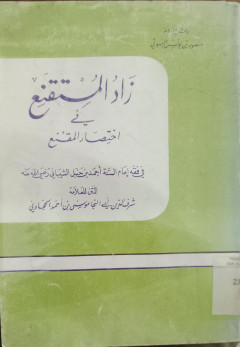 زاد المستقنع
في
اختصار المقنع
في فقه إمام السنة أحمد بن حنبل الشيباني رضي الله عنه
شرف الدين أبي النجا موسى بن أحمد الحجاوي